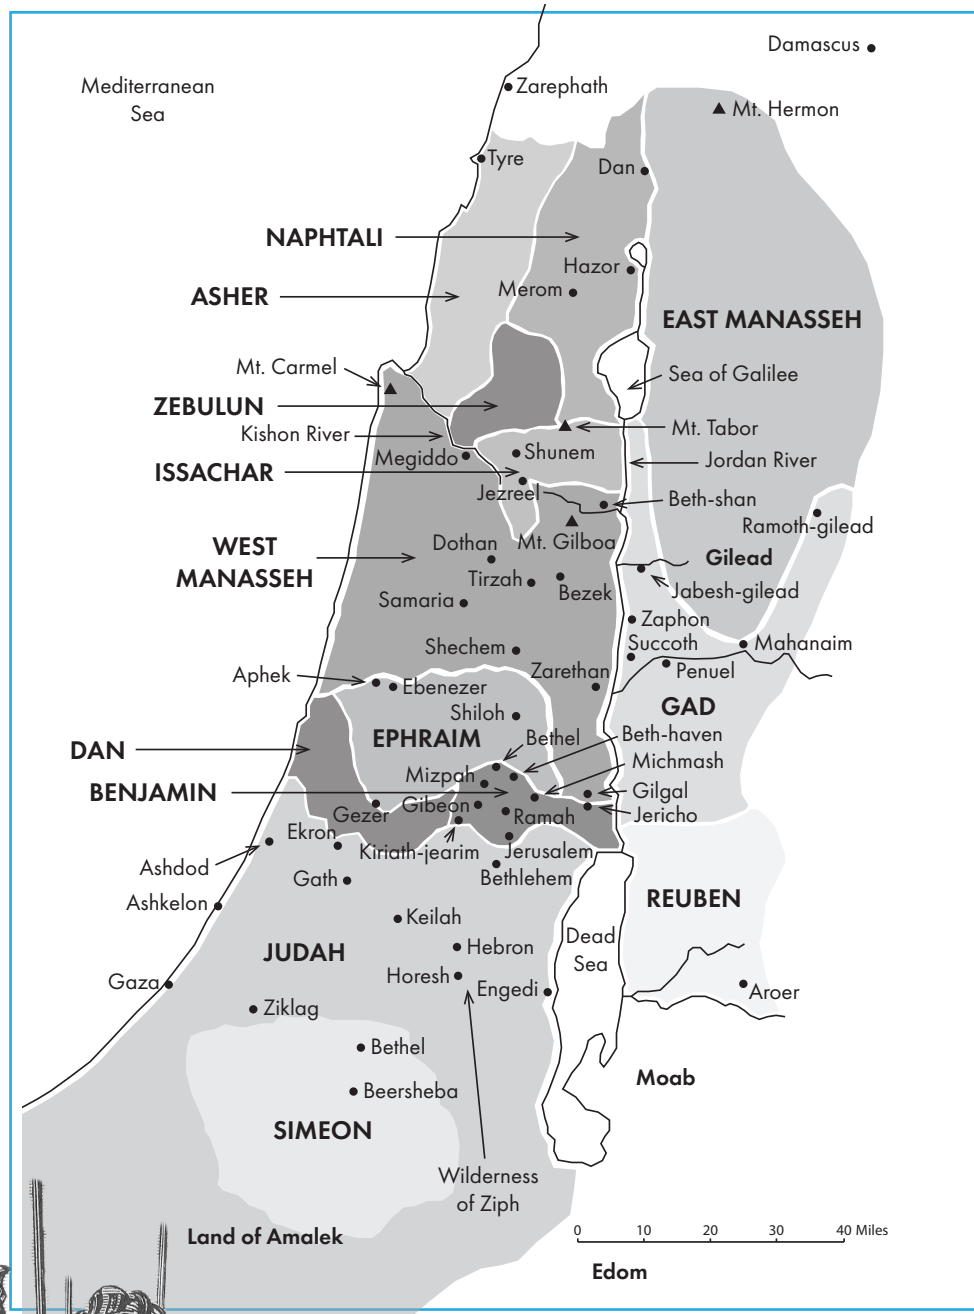 Damascus
Mediterranean
Sea
Zarephath
Mt. Hermon
Tyre
Dan
NAPHTALI
Hazor
Merom
ASHER
EAST MANASSEH
Mt. Carmel
Sea of Galilee
ZEBULUN
Mt. Tabor
Kishon River
Shunem
Megiddo
Jordan River
ISSACHAR
Jezreel
Beth-shan
Ramoth-gilead
Mt. Gilboa
Dothan
WEST
MANASSEH
Gilead
Tirzah
Bezek
Jabesh-gilead
Samaria
Zaphon
Succoth
Mahanaim
Shechem
Zarethan
Penuel
Aphek
Ebenezer
Shiloh
GAD
EPHRAIM
Bethel
Beth-haven
DAN
Michmash
Mizpah
BENJAMIN
Gilgal
Gibeon
Gezer
Ramah
Jericho
Ekron
Kiriath-jearim
Jerusalem
Ashdod
Gath
Bethlehem
Ashkelon
REUBEN
Keilah
Dead
Sea
JUDAH
Hebron
Horesh
Gaza
Engedi
Aroer
Ziklag
Bethel
Moab
Beersheba
SIMEON
Wilderness
of Ziph
Land of Amalek
0 10 20 30 40 Miles
Edom